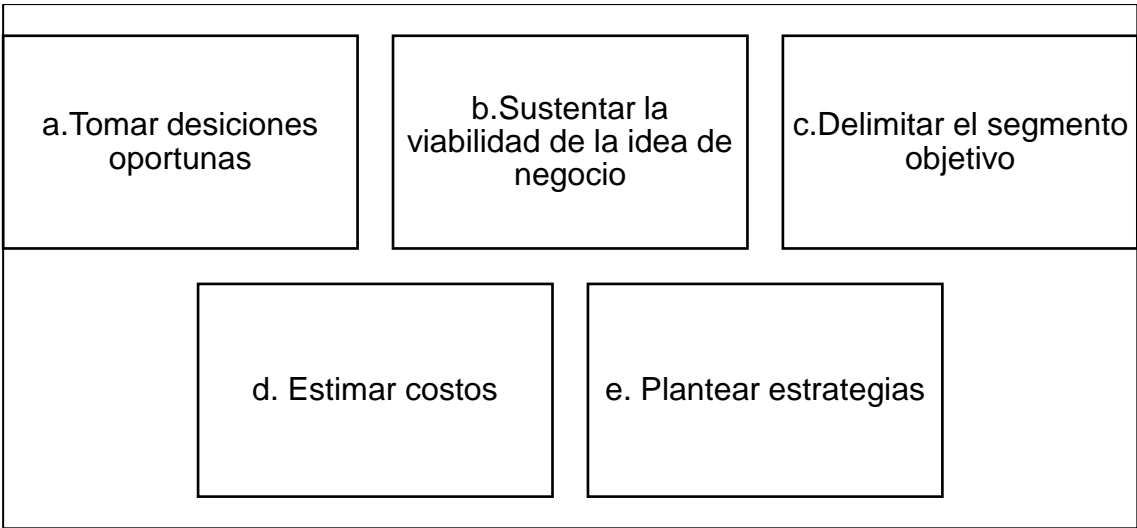 a.Tomar desiciones
oportunas
b.Sustentar la
viabilidad de la idea de
negocio
c.Delimitar el segmento
objetivo
d. Estimar costos
e. Plantear estrategias